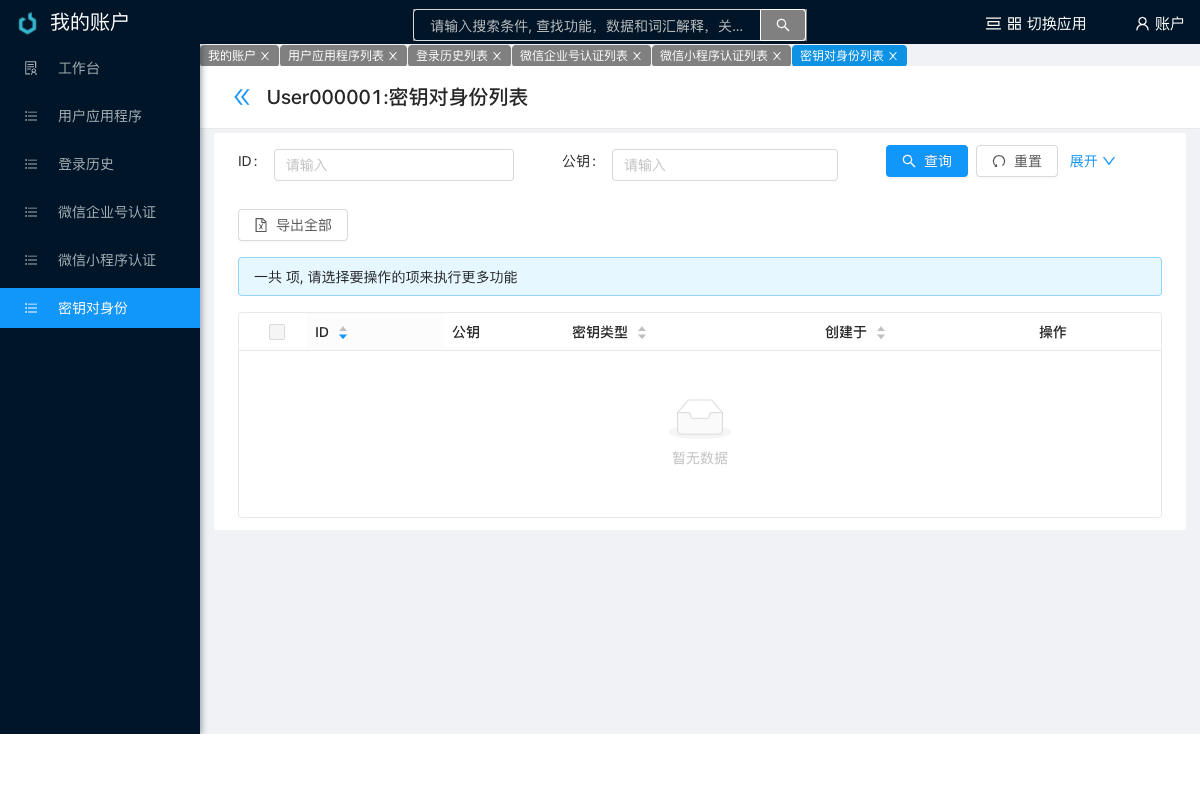 我的账户
请输入搜索条件, 查找功能，数据和词汇解释，关...
切换应用
账户
工作台
用户应用程序
登录历史
微信企业号认证
微信小程序认证
密钥对身份
我的账户
用户应用程序列表
登录历史列表
微信企业号认证列表
微信小程序认证列表
密钥对身份列表
User000001:密钥对身份列表
ID：
请输入
公钥：
请输入
查询
重置
展开
导出全部
一共 项, 请选择要操作的项来执行更多功能
ID
公钥
密钥类型
创建于
操作
暂无数据